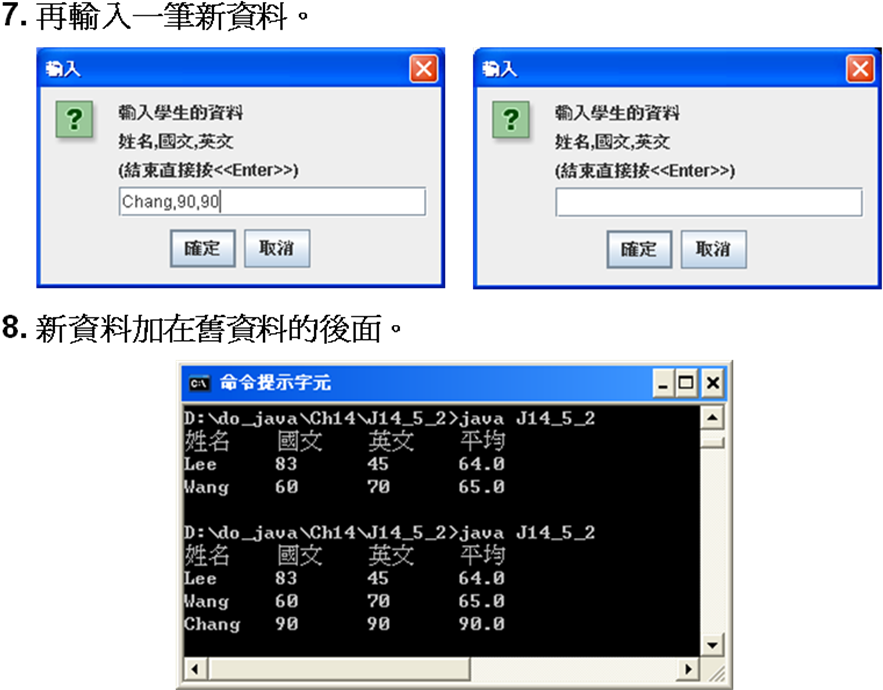 7. 再輸入一筆新資料。
輸入
輸入學生的資料
姓名,國文,英文
(結束直接按<<Enter>>)
Chang,90,90
確定 取消
輸入
輸入學生的資料
姓名,國文,英文
(結束直接按<<Enter>>)
確定 取消
8. 新資料加在舊資料的後面。
C:\ 命令提示字元
D:\do_java\Ch14\J14_5_2>java J14_5_2
姓名 國文 英文 平均
Lee 83 45 64.0
Wang 60 70 65.0
D:\do_java\Ch14\J14_5_2>java J14_5_2
姓名 國文 英文 平均
Lee 83 45 64.0
Wang 60 70 65.0
Chang 90 90 90.0